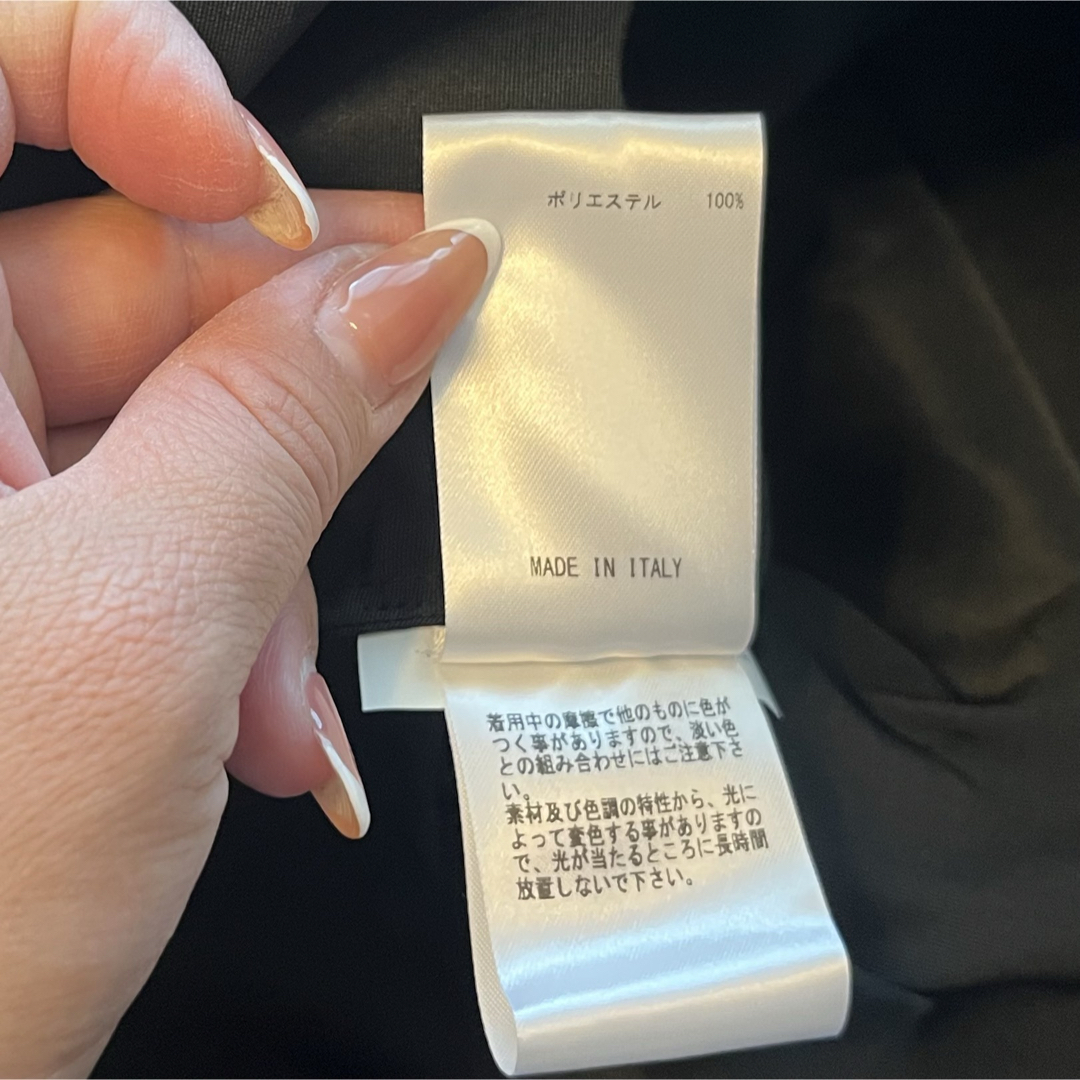 ポリエステル 100%
MADE IN ITALY
着用中の摩擦で他のものに色が
つく事がありますので、淡い色
との組み合わせにはご注意下さ
い。
素材及び色調の特性から、光に
よって変色する事がありますの
で、光が当たるところに長時間
放置しないで下さい。